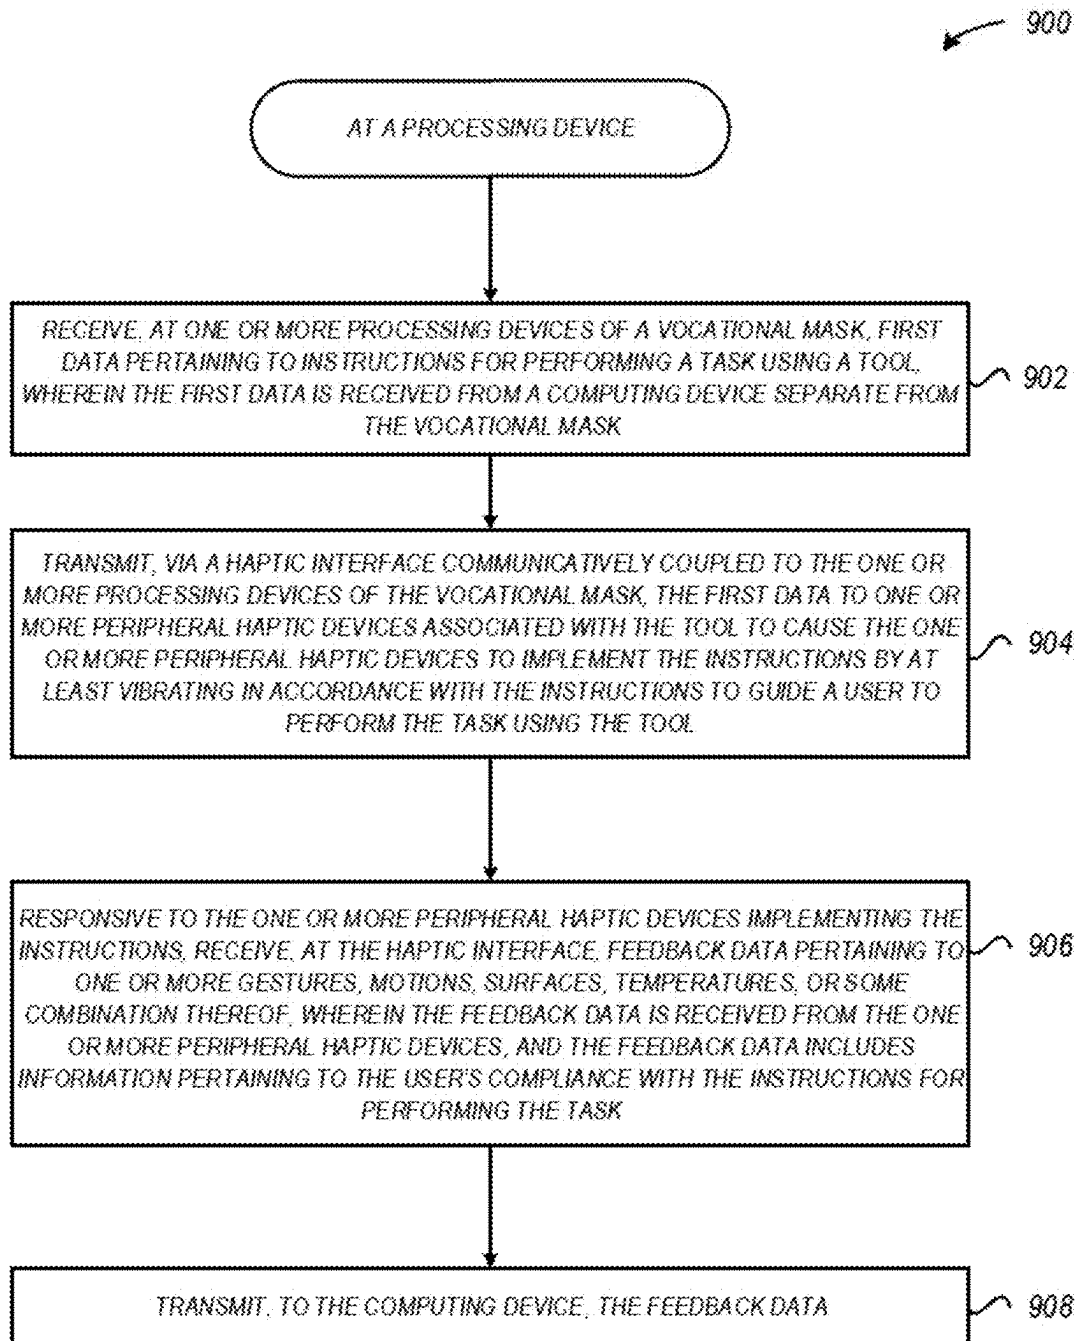 900
AT A PROCESSING DEVICE
RECEIVE, AT ONE OR MORE PROCESSING DEVICES OF A VOCATIONAL MASK, FIRST
DATA PERTAINING TO INSTRUCTIONS FOR PERFORMING A TASK USING A TOOL,
WHEREIN THE FIRST DATA IS RECEIVED FROM A COMPUTING DEVICE SEPARATE FROM
THE VOCATIONAL MASK
902
TRANSMIT, VIA A HAPTIC INTERFACE COMMUNICATIVELY COUPLED TO THE ONE OR
MORE PROCESSING DEVICES OF THE VOCATIONAL MASK, THE FIRST DATA TO ONE OR
MORE PERIPHERAL HAPTIC DEVICES ASSOCIATED WITH THE TOOL TO CAUSE THE ONE
OR MORE PERIPHERAL HAPTIC DEVICES TO IMPLEMENT THE INSTRUCTIONS BY AT
LEAST VIBRATING IN ACCORDANCE WITH THE INSTRUCTIONS TO GUIDE A USER TO
PERFORM THE TASK USING THE TOOL
904
RESPONSIVE TO THE ONE OR MORE PERIPHERAL HAPTIC DEVICES IMPLEMENTING THE
INSTRUCTIONS, RECEIVE, AT THE HAPTIC INTERFACE, FEEDBACK DATA PERTAINING TO
ONE OR MORE GESTURES, MOTIONS, SURFACES, TEMPERATURES, OR SOME
COMBINATION THEREOF, WHEREIN THE FEEDBACK DATA IS RECEIVED FROM THE ONE
OR MORE PERIPHERAL HAPTIC DEVICES, AND THE FEEDBACK DATA INCLUDES
INFORMATION PERTAINING TO THE USER'S COMPLIANCE WITH THE INSTRUCTIONS FOR
PERFORMING THE TASK
906
TRANSMIT, TO THE COMPUTING DEVICE, THE FEEDBACK DATA
908